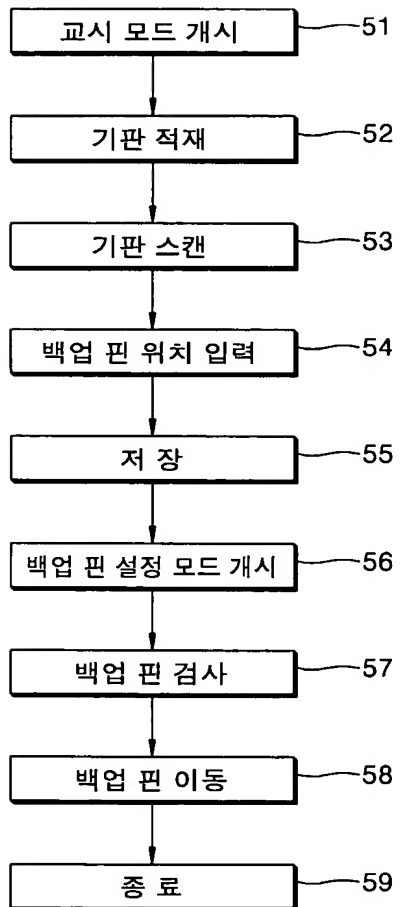 교시 모드 개시 51
기판 적재 52
기판 스캔 53
백업 핀 위치 입력 54
저 장 55
백업 핀 설정 모드 개시 56
백업 핀 검사 57
백업 핀 이동 58
종 료 59